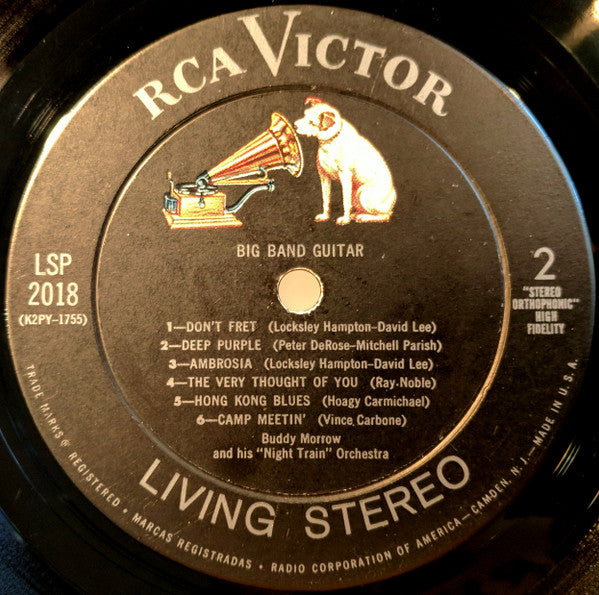 RCA VICTOR
BIG BAND GUITAR
LSP
2018
(K2PY-1755)
2
"STEREO
ORTHOPHONIC"
HIGH
FIDELITY
1—DON'T FRET (Locksley Hampton-David Lee)
2—DEEP PURPLE (Peter DeRose-Mitchell Parish)
3—AMBROSIA (Locksley Hampton-David Lee)
4—THE VERY THOUGHT OF YOU (Ray Noble)
5—HONG KONG BLUES (Hoagy Carmichael)
6—CAMP MEETIN' (Vince Carbone)
Buddy Morrow
and his "Night Train" Orchestra
LIVING STEREO
TRADE MARKS® REGISTERED • MARCAS REGISTRADAS • RADIO CORPORATION OF AMERICA—CAMDEN, N. J.—MADE IN U. S. A.